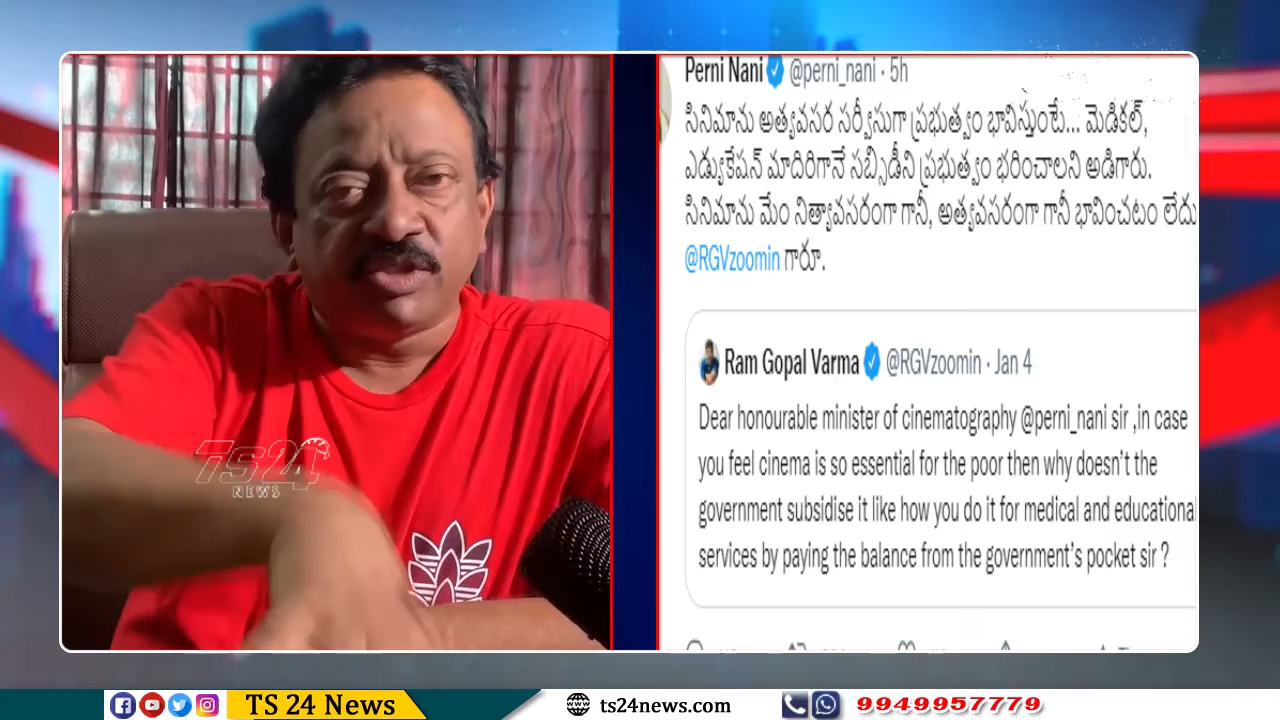 Perni Nani @perni_nani · 5h
సినిమాను అత్యవసర సర్వీసుగా ప్రభుత్వం భావిస్తుంటే... మెడికల్,
ఎడ్యుకేషన్ మాదిరిగానే సబ్సిడీని ప్రభుత్వం భరించాలని అడిగారు.
సినిమాను మేం నిత్యావసరంగా గానీ, అత్యవసరంగా గానీ భావించటం లేదు
@RGVzoomin గారూ.
Ram Gopal Varma @RGVzoomin · Jan 4
Dear honourable minister of cinematography @perni_nani sir ,in case
you feel cinema is so essential for the poor then why doesn't the
government subsidise it like how you do it for medical and educational
services by paying the balance from the government's pocket sir ?
TS24
NEWS
TS 24 News
ts24news.com
9949957779